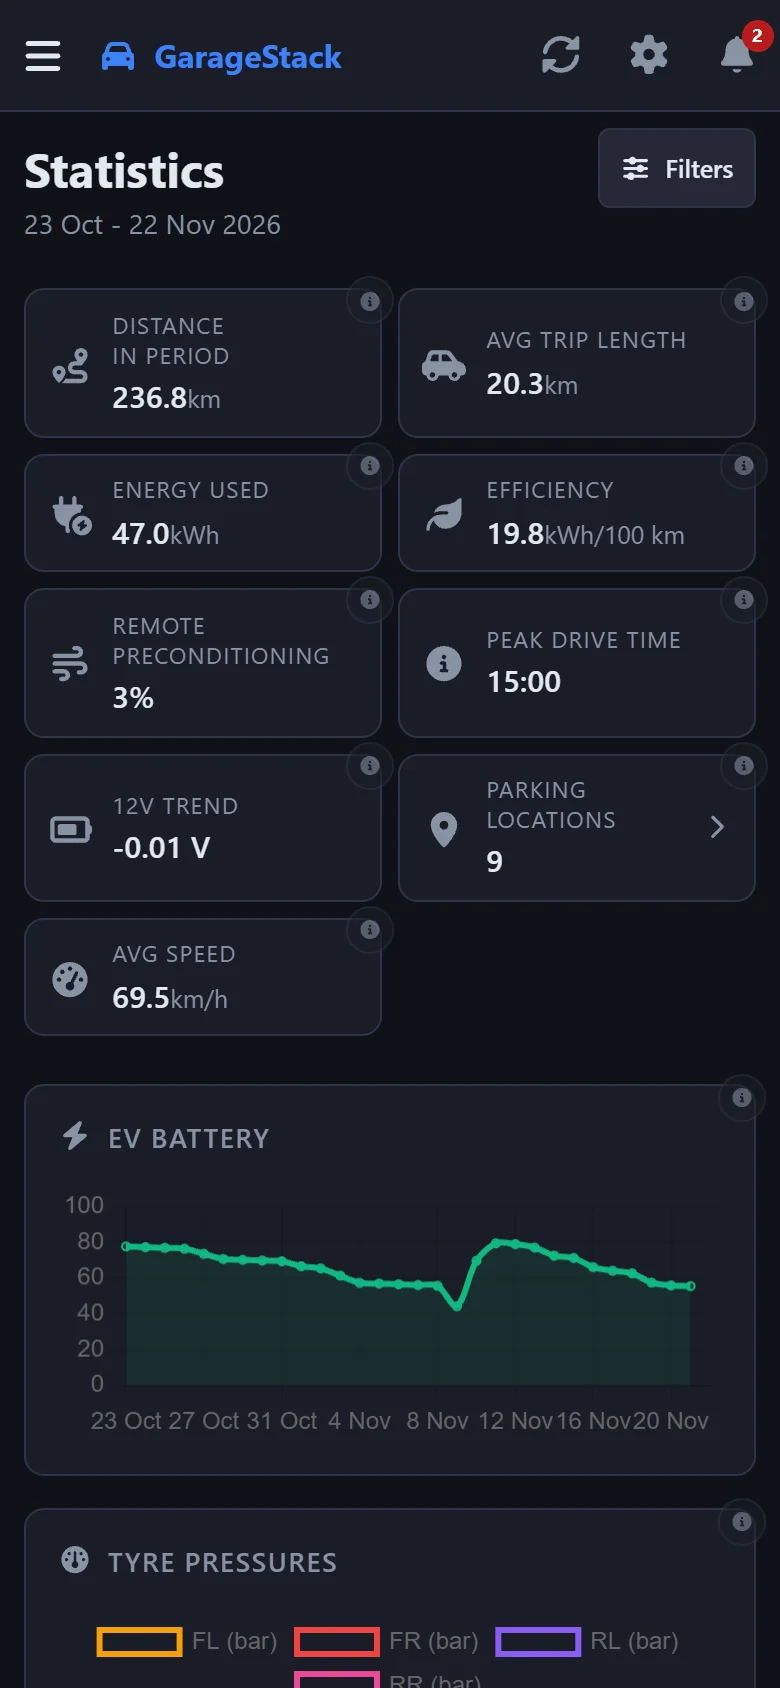 GarageStack
2
Statistics
Filters
23 Oct - 22 Nov 2026
DISTANCE
IN PERIOD
236.8km
AVG TRIP LENGTH
20.3km
ENERGY USED
47.0kWh
EFFICIENCY
19.8kWh/100 km
REMOTE
PRECONDITIONING
3%
PEAK DRIVE TIME
15:00
12V TREND
-0.01 V
PARKING
LOCATIONS
9
AVG SPEED
69.5km/h
EV BATTERY
100
80
60
40
20
0
23 Oct 27 Oct 31 Oct 4 Nov 8 Nov 12 Nov 16 Nov 20 Nov
TYRE PRESSURES
FL (bar) FR (bar) RL (bar)
RR (bar)